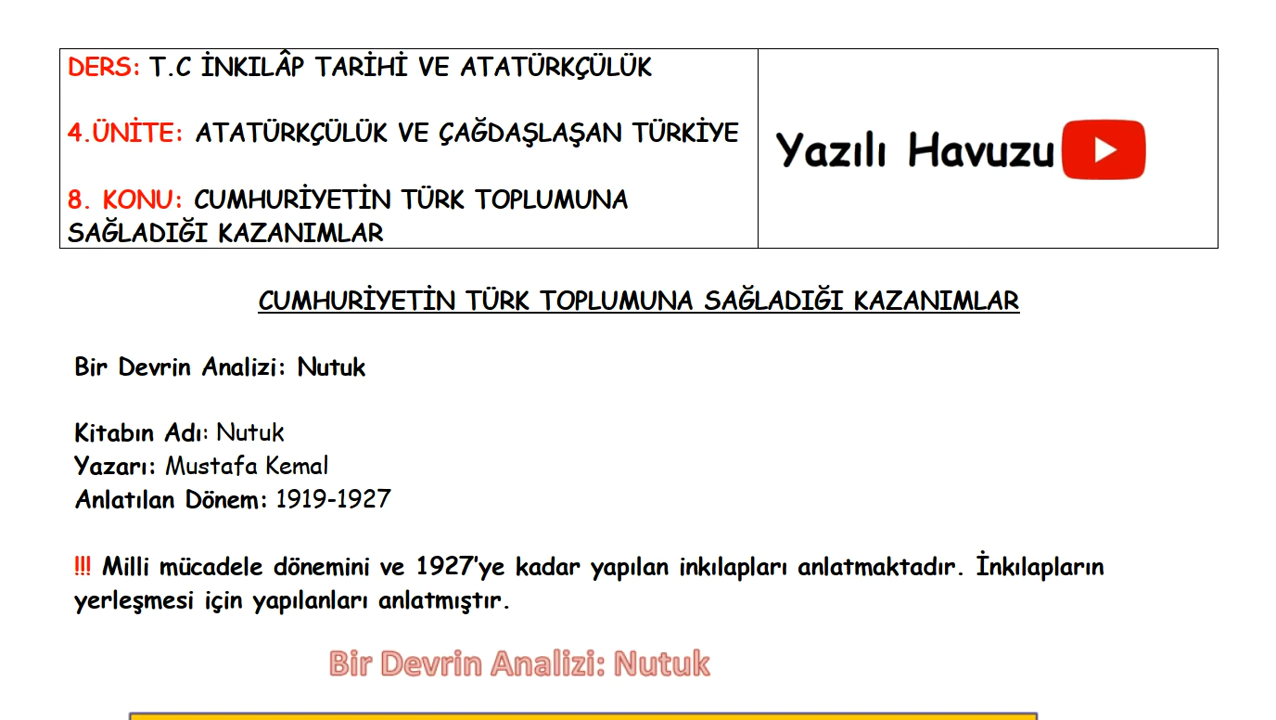 DERS: T.C İNKILÂP TARİHİ VE ATATÜRKÇÜLÜK
4.ÜNİTE: ATATÜRKÇÜLÜK VE ÇAĞDAŞLAŞAN TÜRKİYE
8. KONU: CUMHURİYETİN TÜRK TOPLUMUNA
SAĞLADIĞI KAZANIMLAR
Yazılı Havuzu
CUMHURİYETİN TÜRK TOPLUMUNA SAĞLADIĞI KAZANIMLAR
Bir Devrin Analizi: Nutuk
Kitabın Adı: Nutuk
Yazarı: Mustafa Kemal
Anlatılan Dönem: 1919-1927
!!! Milli mücadele dönemini ve 1927'ye kadar yapılan inkılapları anlatmaktadır. İnkılapların
yerleşmesi için yapılanları anlatmıştır.
Bir Devrin Analizi: Nutuk